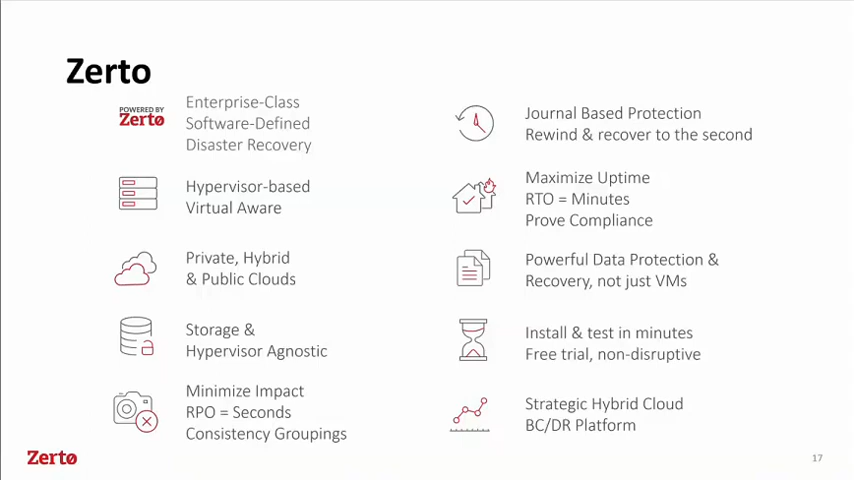 Zerto
POWERED BY
Zerto
Enterprise-Class
Software-Defined
Disaster Recovery
Hypervisor-based
Virtual Aware
Private, Hybrid
& Public Clouds
Storage &
Hypervisor Agnostic
Minimize Impact
RPO = Seconds
Consistency Groupings
Journal Based Protection
Rewind & recover to the second
Maximize Uptime
RTO = Minutes
Prove Compliance
Powerful Data Protection &
Recovery, not just VMs
Install & test in minutes
Free trial, non-disruptive
Strategic Hybrid Cloud
BC/DR Platform
Zerto
17